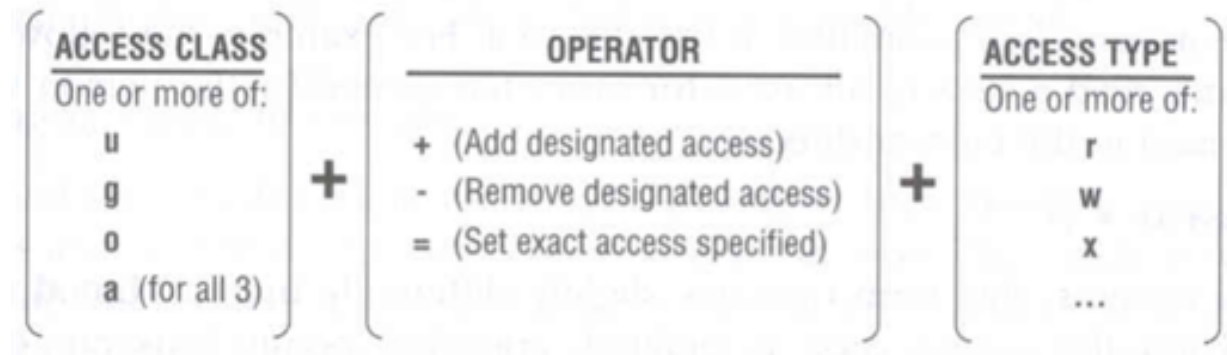 ACCESS CLASS
One or more of:
u
g
o
a (for all 3)
+
OPERATOR
+ (Add designated access)
- (Remove designated access)
= (Set exact access specified)
+
ACCESS TYPE
One or more of:
r
w
x
...